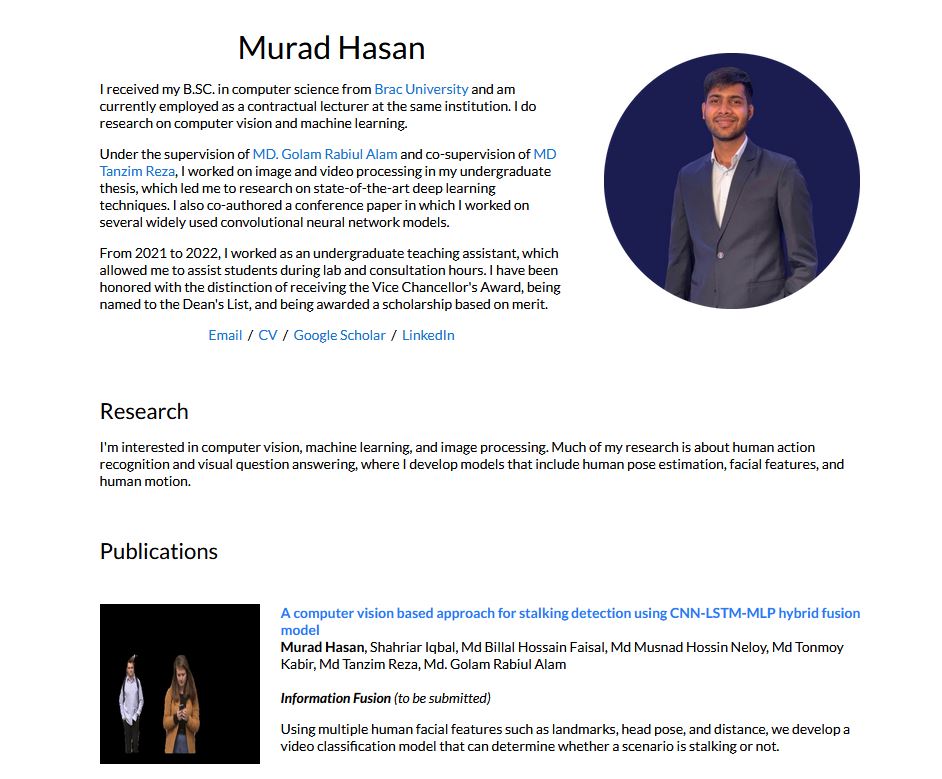 Murad Hasan
I received my B.SC. in computer science from Brac University and am
currently employed as a contractual lecturer at the same institution. I do
research on computer vision and machine learning.
Under the supervision of MD. Golam Rabiul Alam and co-supervision of MD
Tanzim Reza, I worked on image and video processing in my undergraduate
thesis, which led me to research on state-of-the-art deep learning
techniques. I also co-authored a conference paper in which I worked on
several widely used convolutional neural network models.
From 2021 to 2022, I worked as an undergraduate teaching assistant, which
allowed me to assist students during lab and consultation hours. I have been
honored with the distinction of receiving the Vice Chancellor's Award, being
named to the Dean's List, and being awarded a scholarship based on merit.
Email / CV / Google Scholar / LinkedIn
Research
I'm interested in computer vision, machine learning, and image processing. Much of my research is about human action
recognition and visual question answering, where I develop models that include human pose estimation, facial features, and
human motion.
Publications
A computer vision based approach for stalking detection using CNN-LSTM-MLP hybrid fusion
model
Murad Hasan, Shahriar Iqbal, Md Billal Hossain Faisal, Md Musnad Hossin Neloy, Md Tonmoy
Kabir, Md Tanzim Reza, Md. Golam Rabiul Alam
Information Fusion (to be submitted)
Using multiple human facial features such as landmarks, head pose, and distance, we develop a
video classification model that can determine whether a scenario is stalking or not.